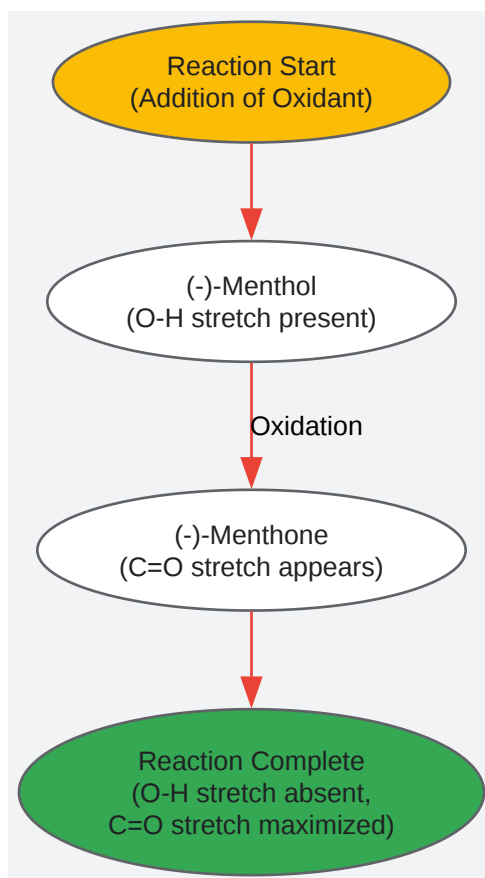 Reaction Start
(Addition of Oxidant)
(-)-Menthol
(O-H stretch present)
Oxidation
(-)-Menthone
(C=O stretch appears)
Reaction Complete
(O-H stretch absent,
C=O stretch maximized)